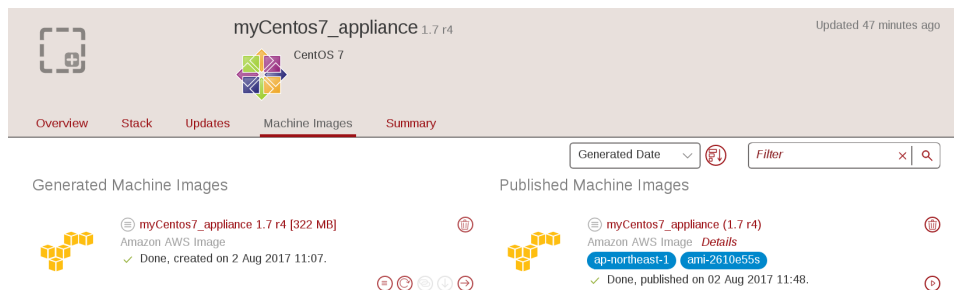 myCentos7_appliance 1.7 r4
Updated 47 minutes ago
CentOS 7
Overview Stack Updates Machine Images Summary
Generated Date
Filter
Generated Machine Images
myCentos7_appliance 1.7 r4 [322 MB]
Amazon AWS Image
Done, created on 2 Aug 2017 11:07.
Published Machine Images
myCentos7_appliance (1.7 r4)
Amazon AWS Image Details
ap-northeast-1 ami-2610e55s
Done, published on 02 Aug 2017 11:48.